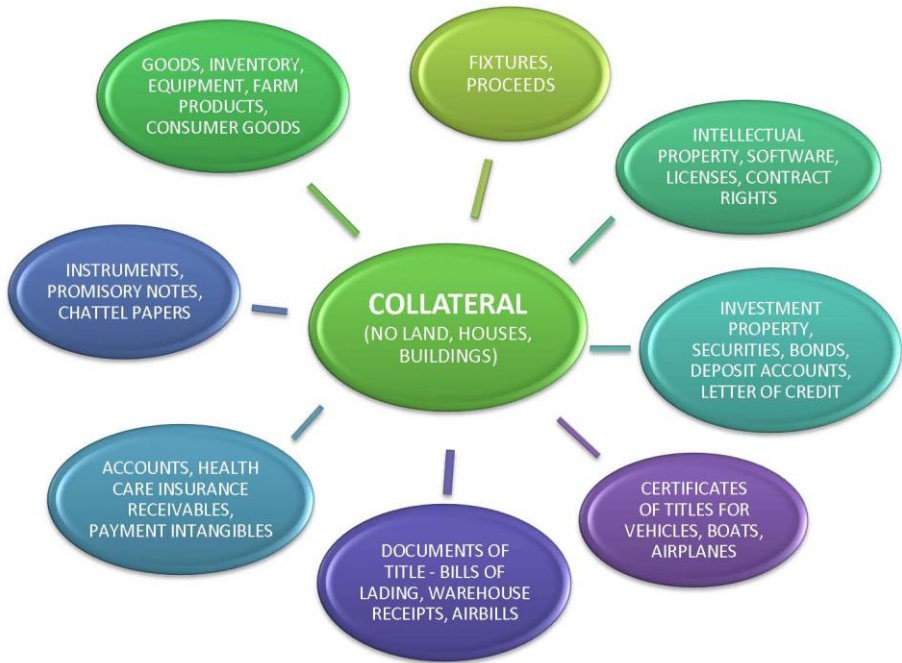 GOODS, INVENTORY,
EQUIPMENT, FARM
PRODUCTS,
CONSUMER GOODS
FIXTURES,
PROCEEDS
INTELLECTUAL
PROPERTY, SOFTWARE,
LICENSES, CONTRACT
RIGHTS
INSTRUMENTS,
PROMISORY NOTES,
CHATTEL PAPERS
COLLATERAL
(NO LAND, HOUSES,
BUILDINGS)
INVESTMENT
PROPERTY,
SECURITIES, BONDS,
DEPOSIT ACCOUNTS,
LETTER OF CREDIT
ACCOUNTS, HEALTH
CARE INSURANCE
RECEIVABLES,
PAYMENT INTANGIBLES
DOCUMENTS OF
TITLE - BILLS OF
LADING, WAREHOUSE
RECEIPTS, AIRBILLS
CERTIFICATES
OF TITLES FOR
VEHICLES, BOATS,
AIRPLANES